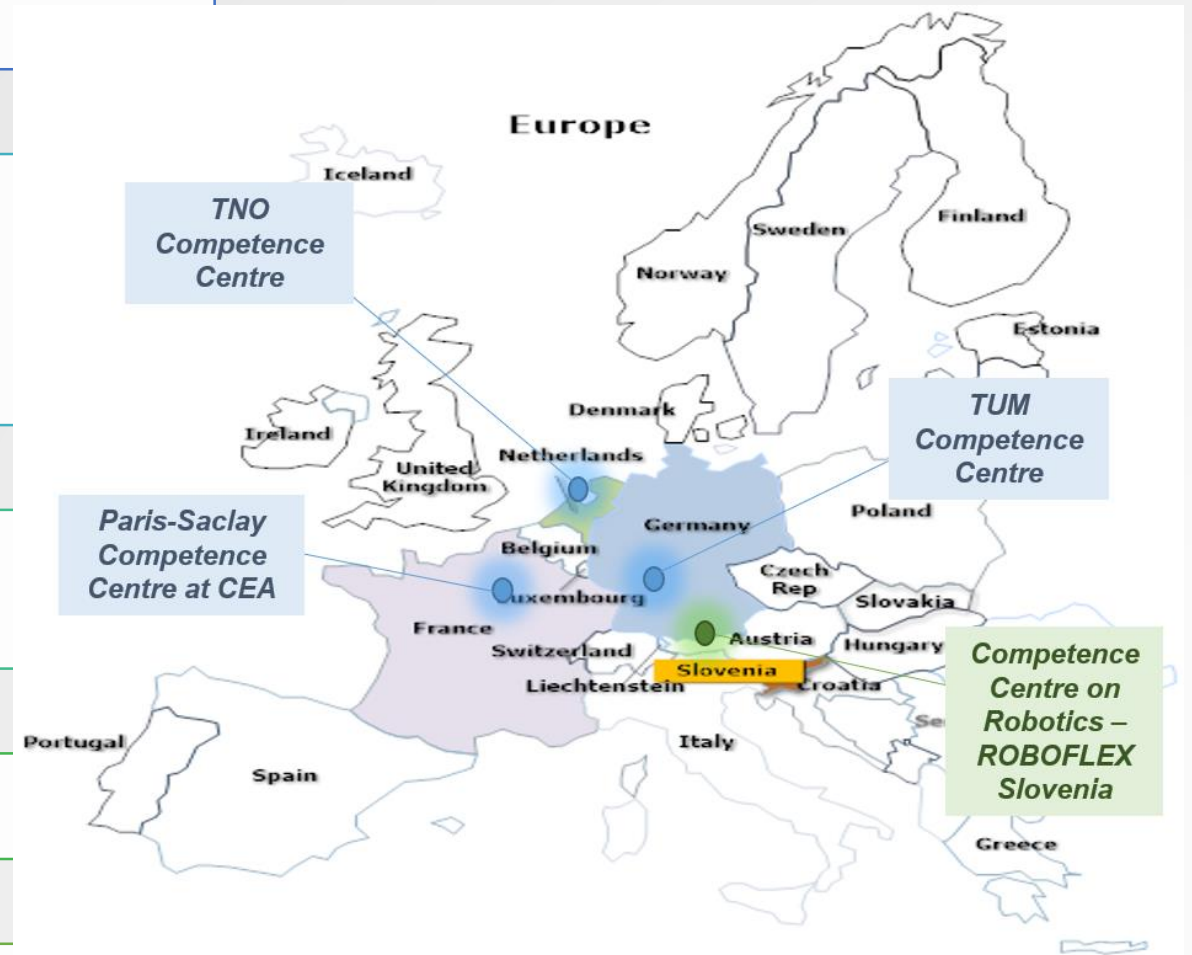 Europe
Iceland
TNO
Competence
Centre
Finland
Sweden
Norway
Estonia
TUM
Competence
Centre
Denmark
Ireland
Netherlands
United
Kingdom
Paris-Saclay
Competence
Centre at CEA
Germany
Poland
Belgium
Czech
Rep
Luxembourg
Slovakia
France
Austria
Hungary
Switzerland
Slovenia
Liechtenstein
Croatia
Competence
Centre on
Robotics –
ROBOFLEX
Slovenia
Portugal
Italy
Spain
Greece